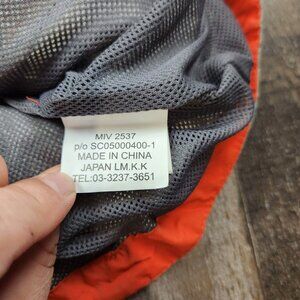 MIV 2537
p/o SC05000400-1
MADE IN CHINA
JAPAN LM.K.K
TEL:03-3237-3651